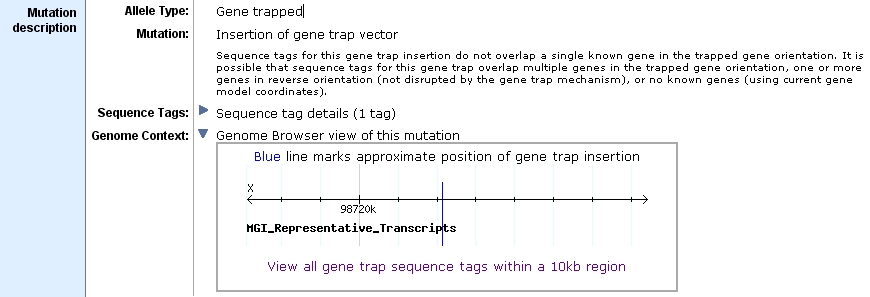 Mutation description
Allele Type: Gene trapped
Mutation: Insertion of gene trap vector
Sequence tags for this gene trap insertion do not overlap a single known gene in the trapped gene orientation. It is
possible that sequence tags for this gene trap overlap multiple genes in the trapped gene orientation, one or more
genes in reverse orientation (not disrupted by the gene trap mechanism), or no known genes (using current gene
model coordinates).
Sequence Tags: Sequence tag details (1 tag)
Genome Context: Genome Browser view of this mutation
Blue line marks approximate position of gene trap insertion
X
98720k
MGI_Representative_Transcripts
View all gene trap sequence tags within a 10kb region